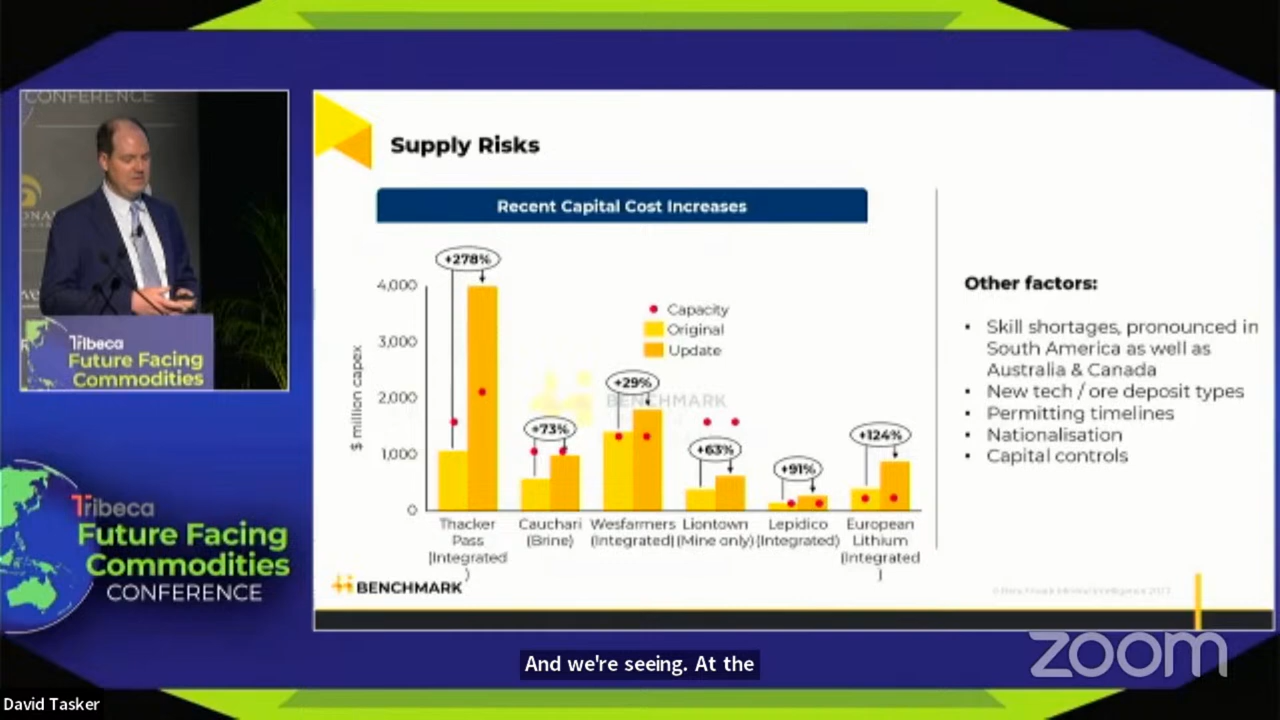 CONFERENCE
Tribeca
Future Facing
Commodities
Tribeca
Future Facing
Commodities
CONFERENCE
Supply Risks
Recent Capital Cost Increases
$ million capex
4,000
3,000
2,000
1,000
0
+278%
+73%
+29%
+63%
+91%
+124%
Capacity
Original
Update
BENCHMARK
Thacker
Pass
(Integrated
)
Cauchari
(Brine)
Wesfarmers
(Integrated)
Liontown
(Mine only)
Lepidico
(Integrated)
European
Lithium
(Integrated
)
Other factors:
• Skill shortages, pronounced in
South America as well as
Australia & Canada
• New tech / ore deposit types
• Permitting timelines
• Nationalisation
• Capital controls
BENCHMARK
And we're seeing. At the
zoom
David Tasker